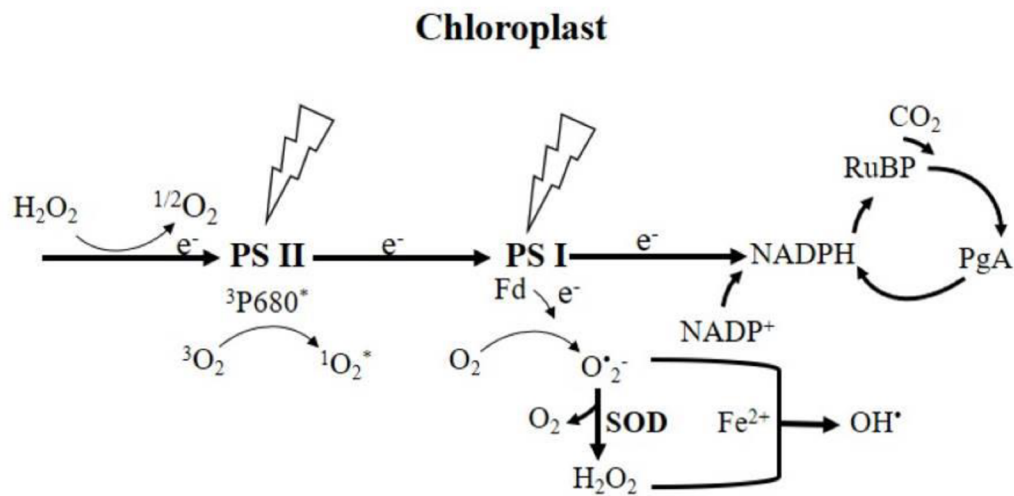 Chloroplast
CO₂
RuBP
H₂O₂
1/2O₂
e⁻
PS II
e⁻
PS I
e⁻
NADPH
PgA
³P680*
Fd
e⁻
NADP⁺
³O₂
¹O₂*
O₂
O•₂⁻
O₂
SOD
Fe²⁺
OH•
H₂O₂